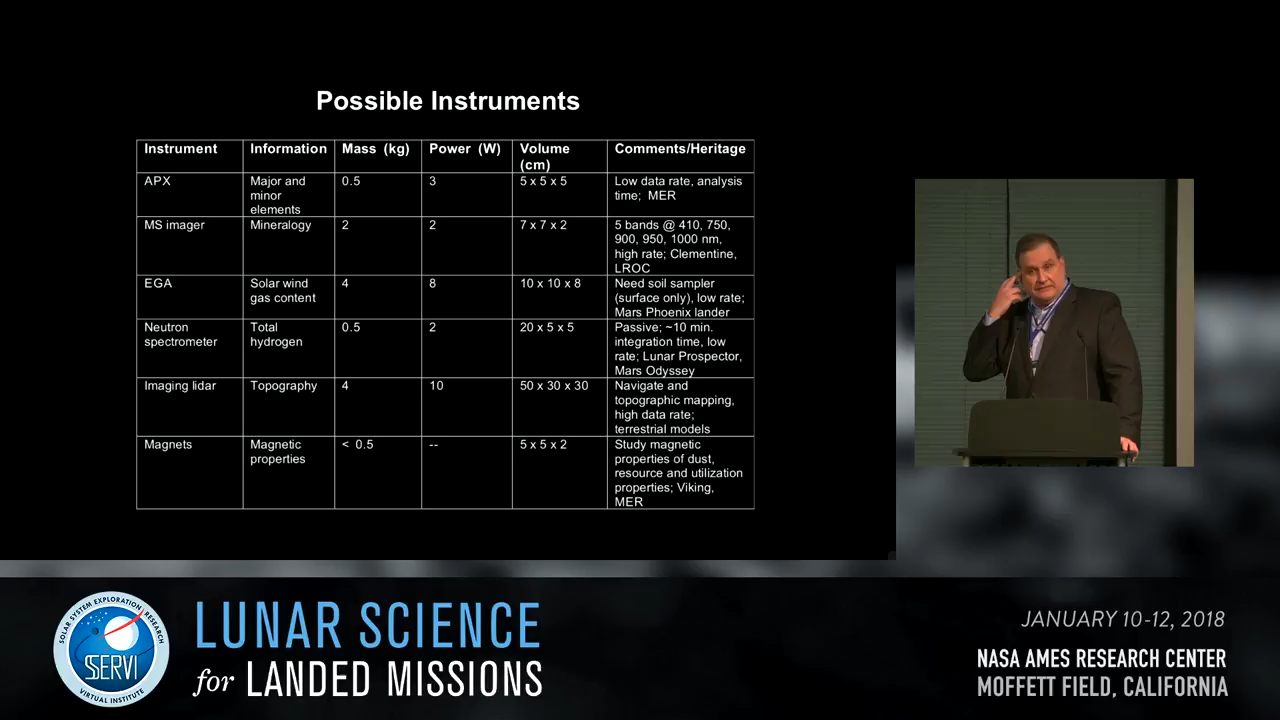 Possible Instruments
Instrument Information Mass (kg) Power (W) Volume (cm) Comments/Heritage
APX Major and minor elements 0.5 3 5 x 5 x 5 Low data rate, analysis time; MER
MS imager Mineralogy 2 2 7 x 7 x 2 5 bands @ 410, 750, 900, 950, 1000 nm, high rate; Clementine, LROC
EGA Solar wind gas content 4 8 10 x 10 x 8 Need soil sampler (surface only), low rate; Mars Phoenix lander
Neutron spectrometer Total hydrogen 0.5 2 20 x 5 x 5 Passive; ~10 min. integration time, low rate; Lunar Prospector, Mars Odyssey
Imaging lidar Topography 4 10 50 x 30 x 30 Navigate and topographic mapping, high data rate; terrestrial models
Magnets Magnetic properties < 0.5 -- 5 x 5 x 2 Study magnetic properties of dust, resource and utilization properties; Viking, MER
SOLAR SYSTEM EXPLORATION RESEARCH
SSERVI
VIRTUAL INSTITUTE
LUNAR SCIENCE
for LANDED MISSIONS
JANUARY 10-12, 2018
NASA AMES RESEARCH CENTER
MOFFETT FIELD, CALIFORNIA